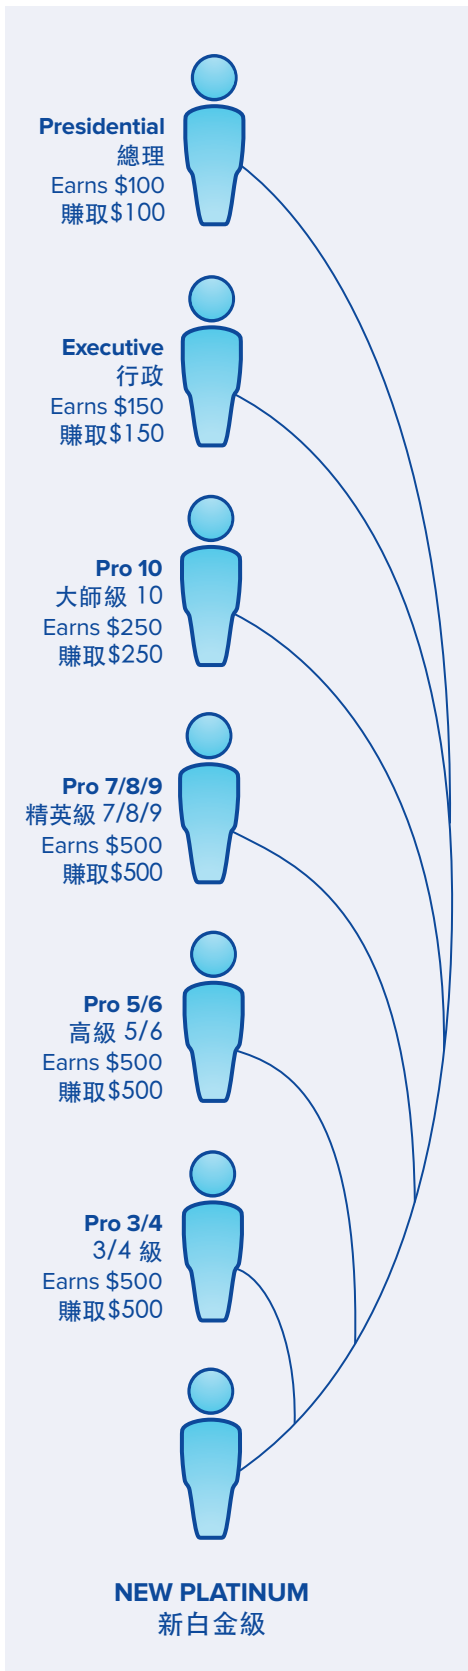 Presidential
總理
Earns $100
賺取$100
Executive
行政
Earns $150
賺取$150
Pro 10
大師級 10
Earns $250
賺取$250
Pro 7/8/9
精英級 7/8/9
Earns $500
賺取$500
Pro 5/6
高級 5/6
Earns $500
賺取$500
Pro 3/4
3/4 級
Earns $500
賺取$500
NEW PLATINUM
新白金級